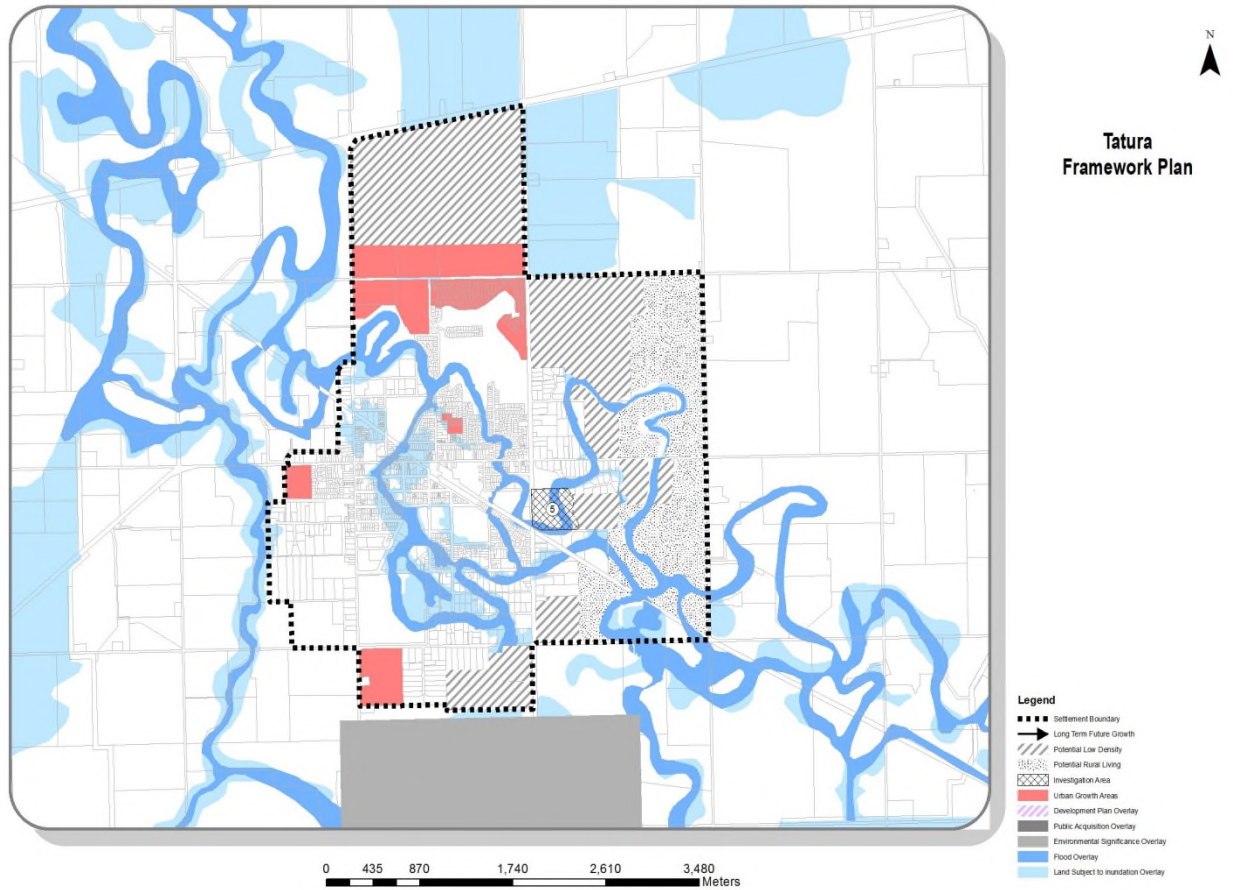 N
Tatura
Framework Plan
5
Legend
Settlement Boundary
Long Term Future Growth
Potential Low Density
Potential Rural Living
Investigation Area
Urban Growth Areas
Development Plan Overlay
Public Acquisition Overlay
Environmental Significance Overlay
Flood Overlay
Land Subject to Inundation Overlay
0 435 870 1,740 2,610 3,480
Meters